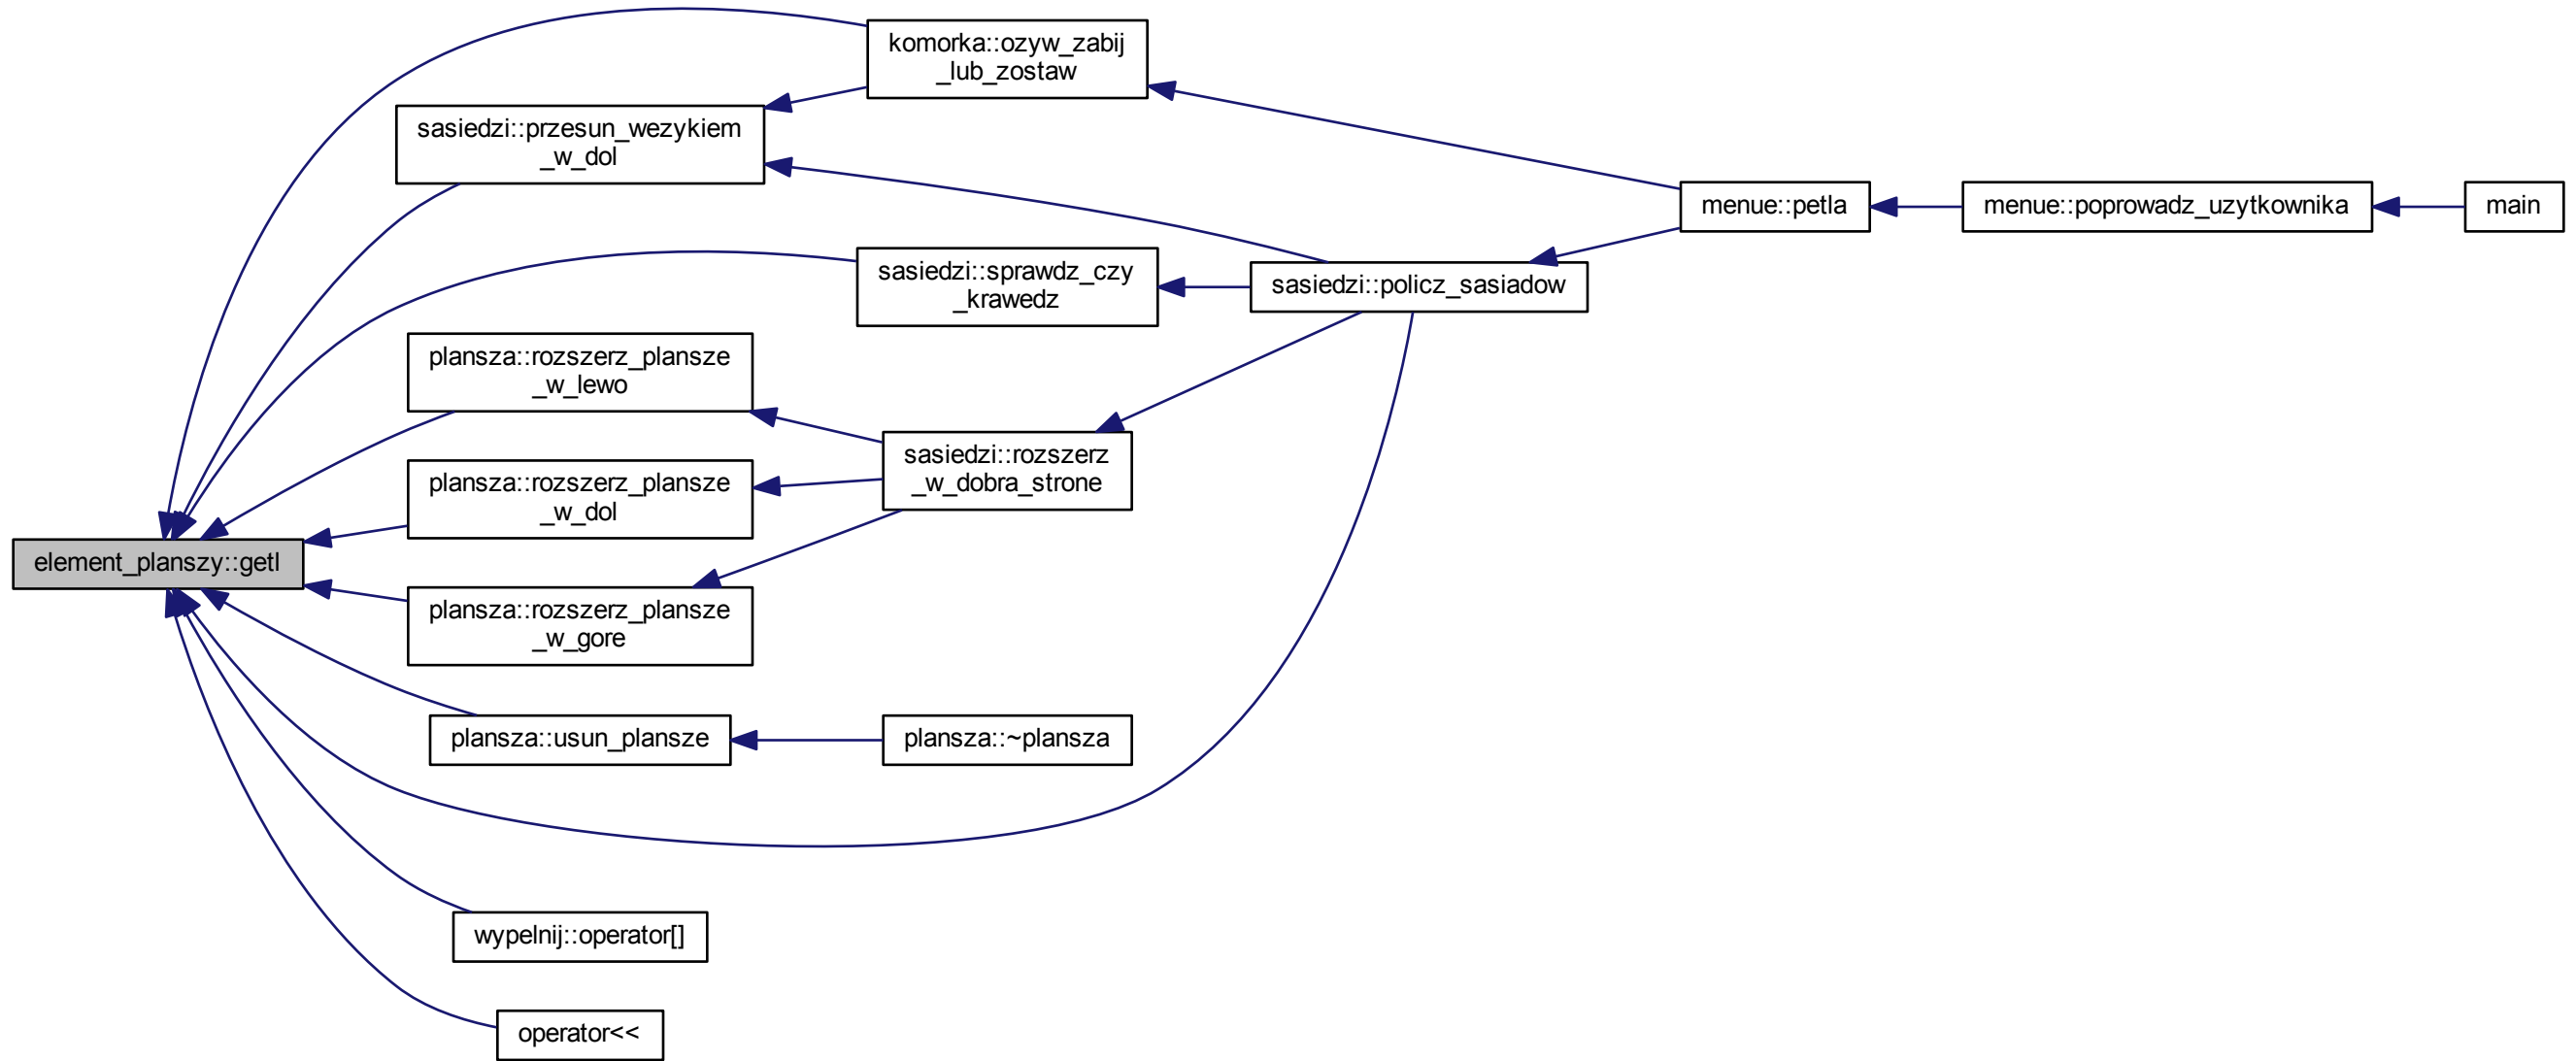 komorka::ozyw_zabij
_lub_zostaw
sasiedzi::przesun_wezykiem
_w_dol
menue::petla
menue::poprowadz_uzytkownika
main
sasiedzi::sprawdz_czy
_krawedz
sasiedzi::policz_sasiadow
plansza::rozszerz_plansze
_w_lewo
sasiedzi::rozszerz
_w_dobra_strone
plansza::rozszerz_plansze
_w_dol
element_planszy::getl
plansza::rozszerz_plansze
_w_gore
plansza::usun_plansze
plansza::~plansza
wypelnij::operator[]
operator<<